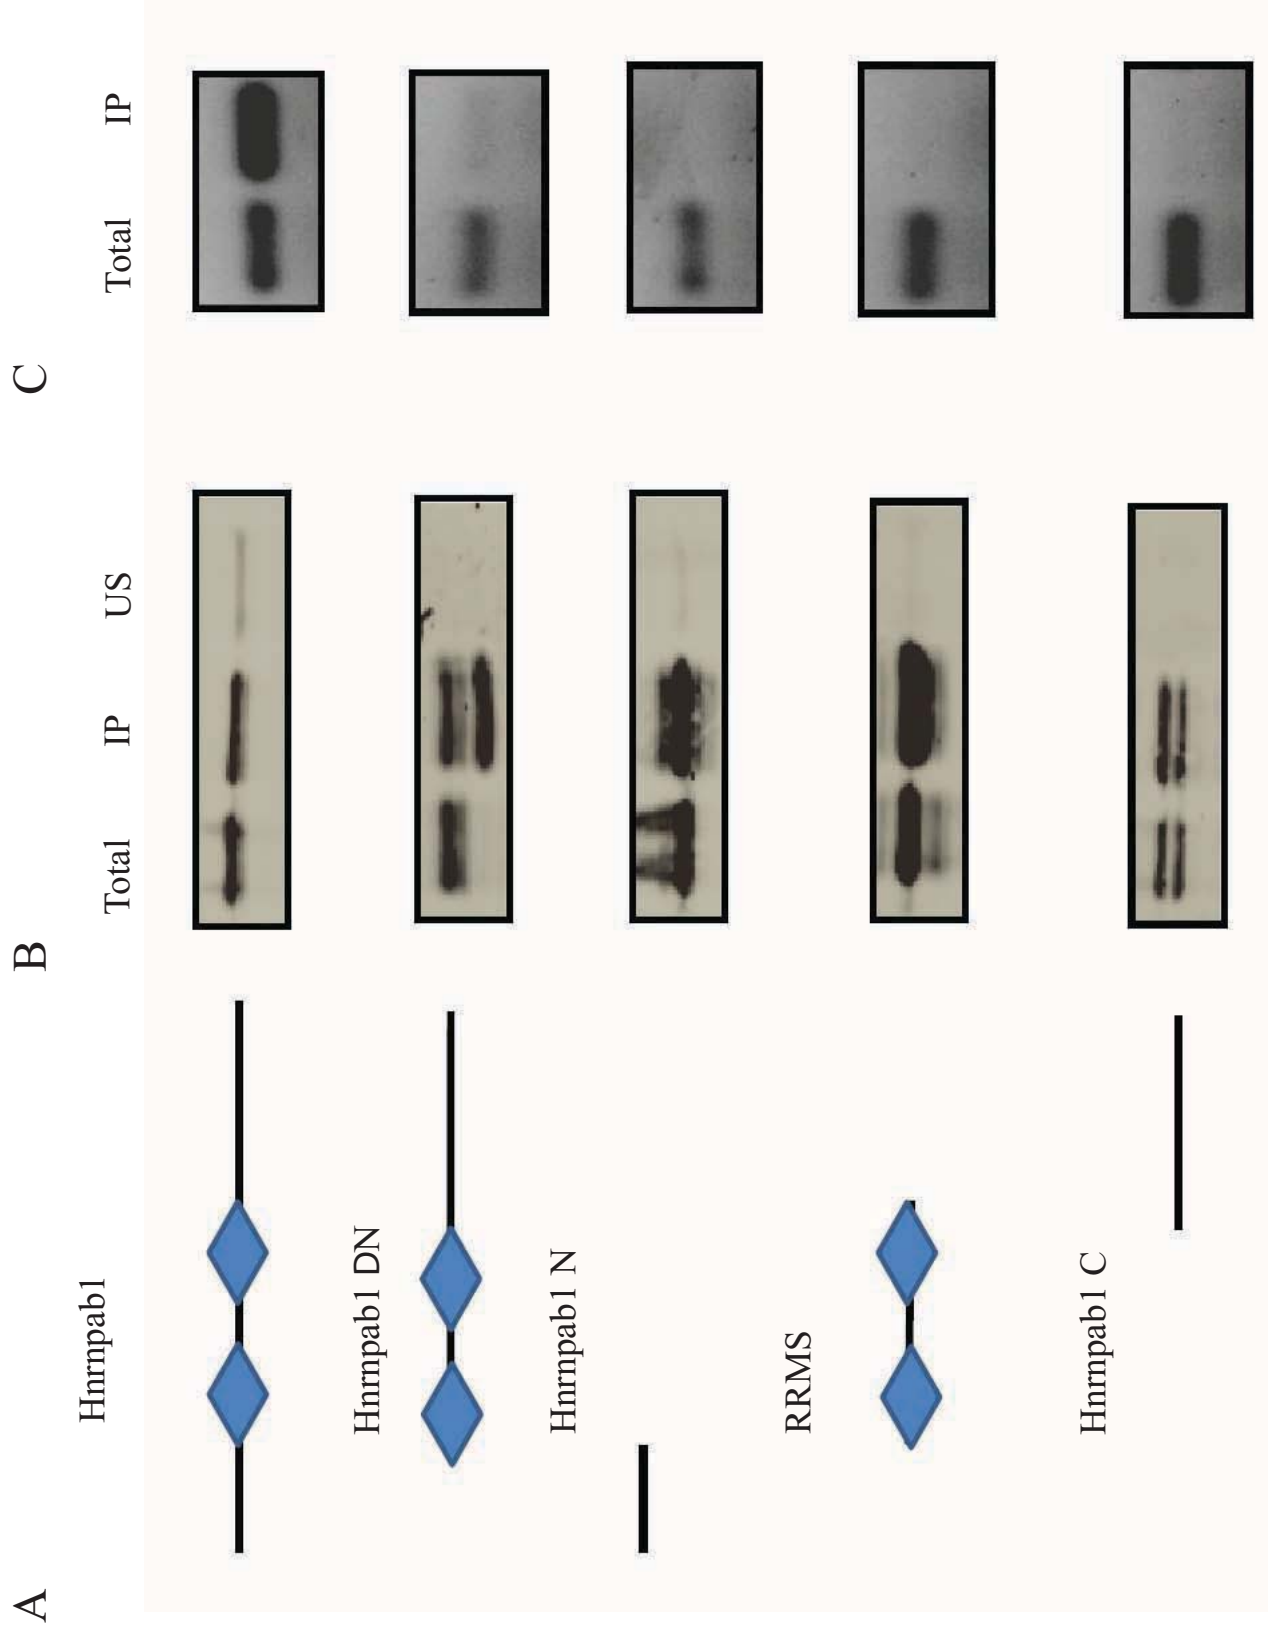 A
B
C
Total
IP
US
Total
IP
Hnrnpab1
Hnrnpab1 DN
Hnrnpab1 N
RRMS
Hnrnpab1 C